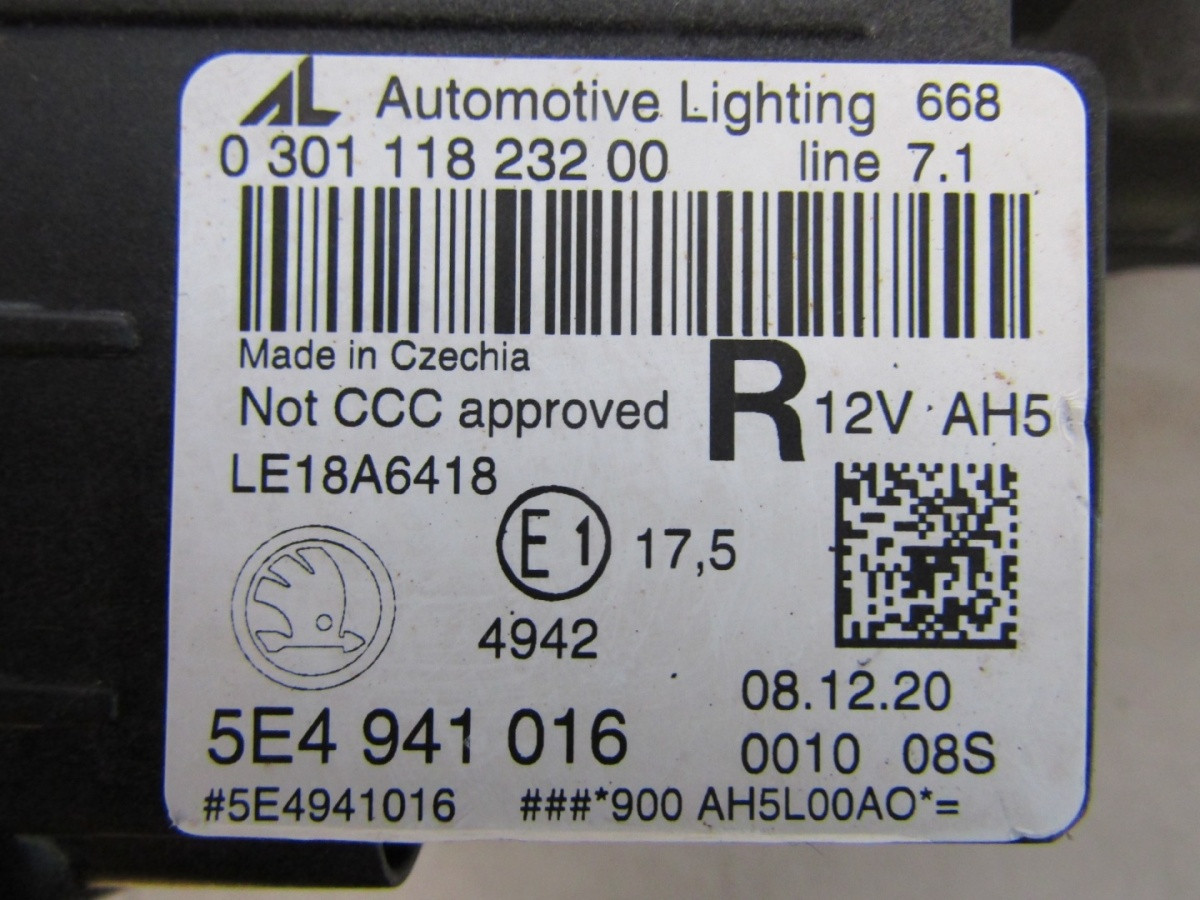 AL Automotive Lighting 668
0 301 118 232 00 line 7.1
Made in Czechia
Not CCC approved R 12V AH5
LE18A6418
E1 17,5
4942
08.12.20
5E4 941 016
0010 08S
#5E4941016 ###*900 AH5L00AO*=